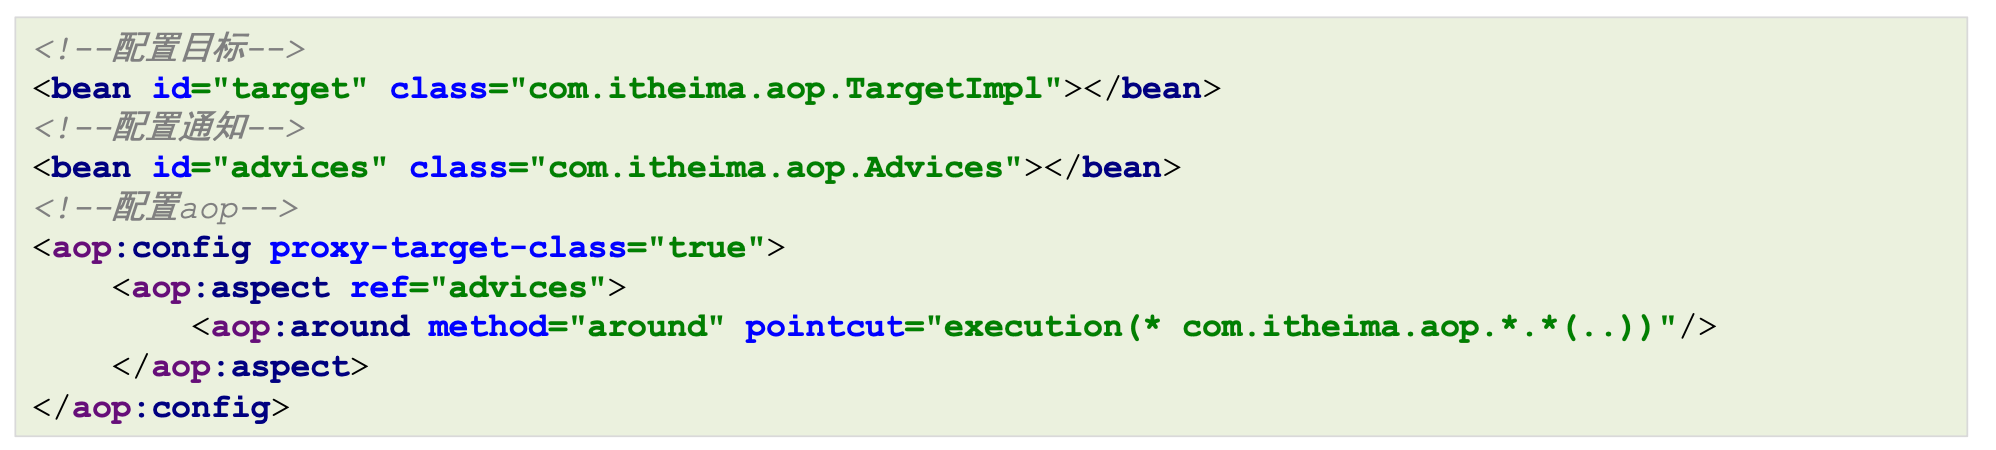 <!--配置目标-->
<bean id="target" class="com.itheima.aop.TargetImpl"></bean>
<!--配置通知-->
<bean id="advices" class="com.itheima.aop.Advices"></bean>
<!--配置aop-->
<aop:config proxy-target-class="true">
    <aop:aspect ref="advices">
        <aop:around method="around" pointcut="execution(* com.itheima.aop.*.*(..))"/>
    </aop:aspect>
</aop:config>